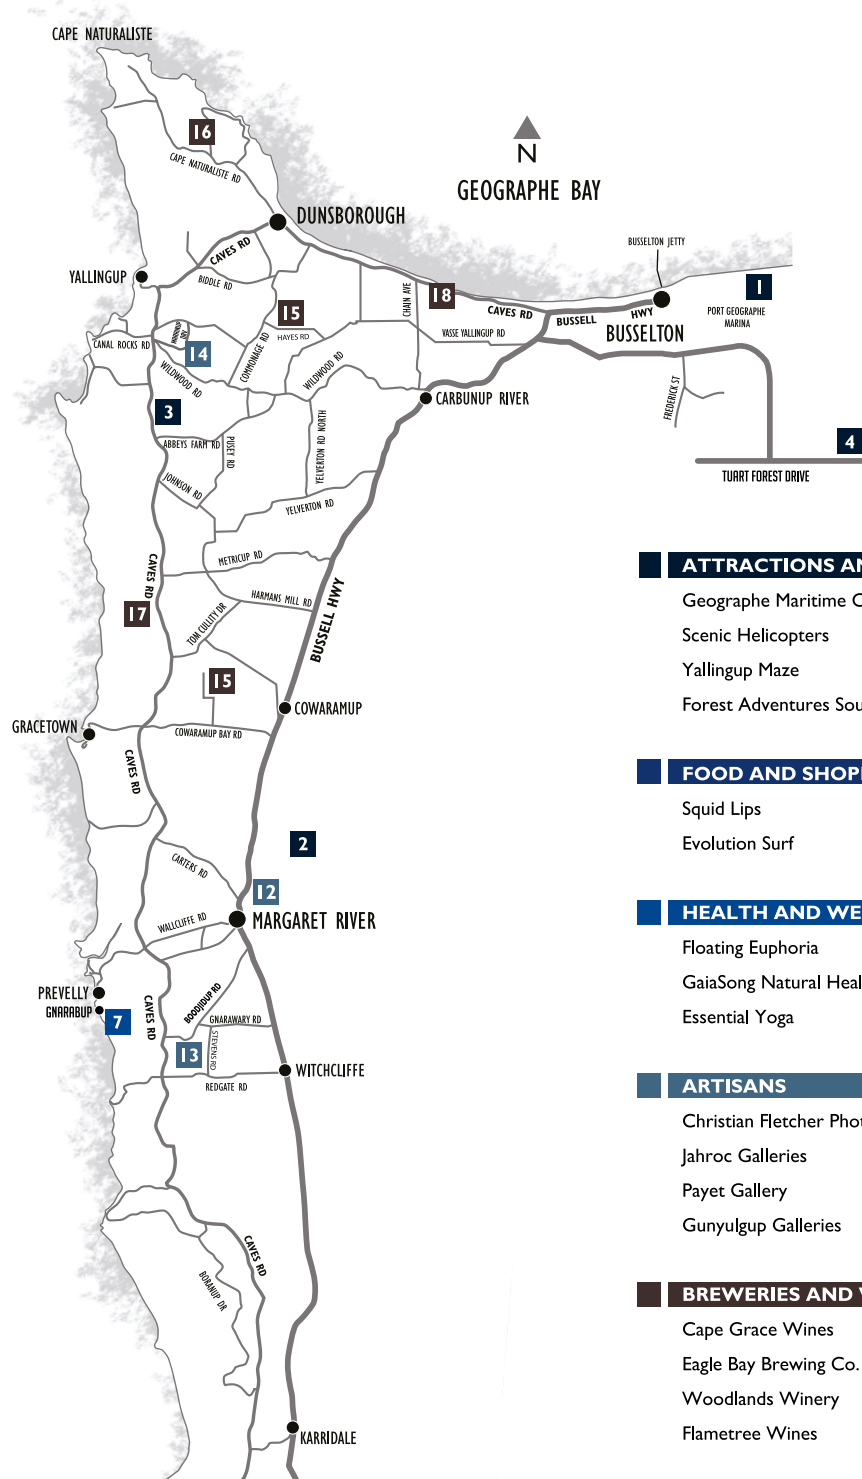 CAPE NATURALISTE
16
CAPE NATURALISTE RD
N
GEOGRAPHE BAY
DUNSBOROUGH
CAVES RD
BUSSELTON JETTY
YALLINGUP
BIDDLE RD
CHAIN AVE
18
1
15
CAVES RD
BUSSELL HWY
PORT GEOGRAPHE
MARINA
BUSSELTON
HAYES RD
VASSE YALLINGUP RD
CANAL ROCKS RD
14
COMMONAGE RD
WILDWOOD RD
WILDWOOD RD
3
CARBUNUP RIVER
FREDERICK ST
ABBEYS FARM RD
PUSEY RD
YELVERTON RD NORTH
4
TUART FOREST DRIVE
JOHNSON RD
YELVERTON RD
METRICUP RD
CAVES RD
HARMANS MILL RD
BUSSELL HWY
17
TOM CULLITY DR
15
COWARAMUP
GRACETOWN
COWARAMUP BAY RD
CAVES RD
2
CARTERS RD
12
WALLCLIFFE RD
MARGARET RIVER
PREVELLY
GNARABUP
7
CAVES RD
BOODJIDUP RD
GNARAWARY RD
13
STEVENS RD
WITCHCLIFFE
REDGATE RD
CAVES RD
BORANUP DR
KARRIDALE
ATTRACTIONS AN
Geographe Maritime C
Scenic Helicopters
Yallingup Maze
Forest Adventures Sou
FOOD AND SHOPP
Squid Lips
Evolution Surf
HEALTH AND WE
Floating Euphoria
GaiaSong Natural Heal
Essential Yoga
ARTISANS
Christian Fletcher Phot
Jahroc Galleries
Payet Gallery
Gunyulgup Galleries
BREWERIES AND W
Cape Grace Wines
Eagle Bay Brewing Co.
Woodlands Winery
Flametree Wines